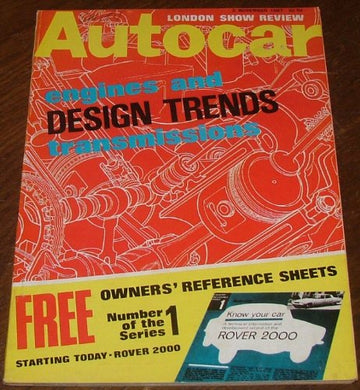 LONDON SHOW REVIEW
Autocar
engines and
DESIGN TRENDS
transmissions
FREE
OWNERS' REFERENCE SHEETS
Number
of the
Series 1
STARTING TODAY • ROVER 2000
Know your car
ROVER 2000